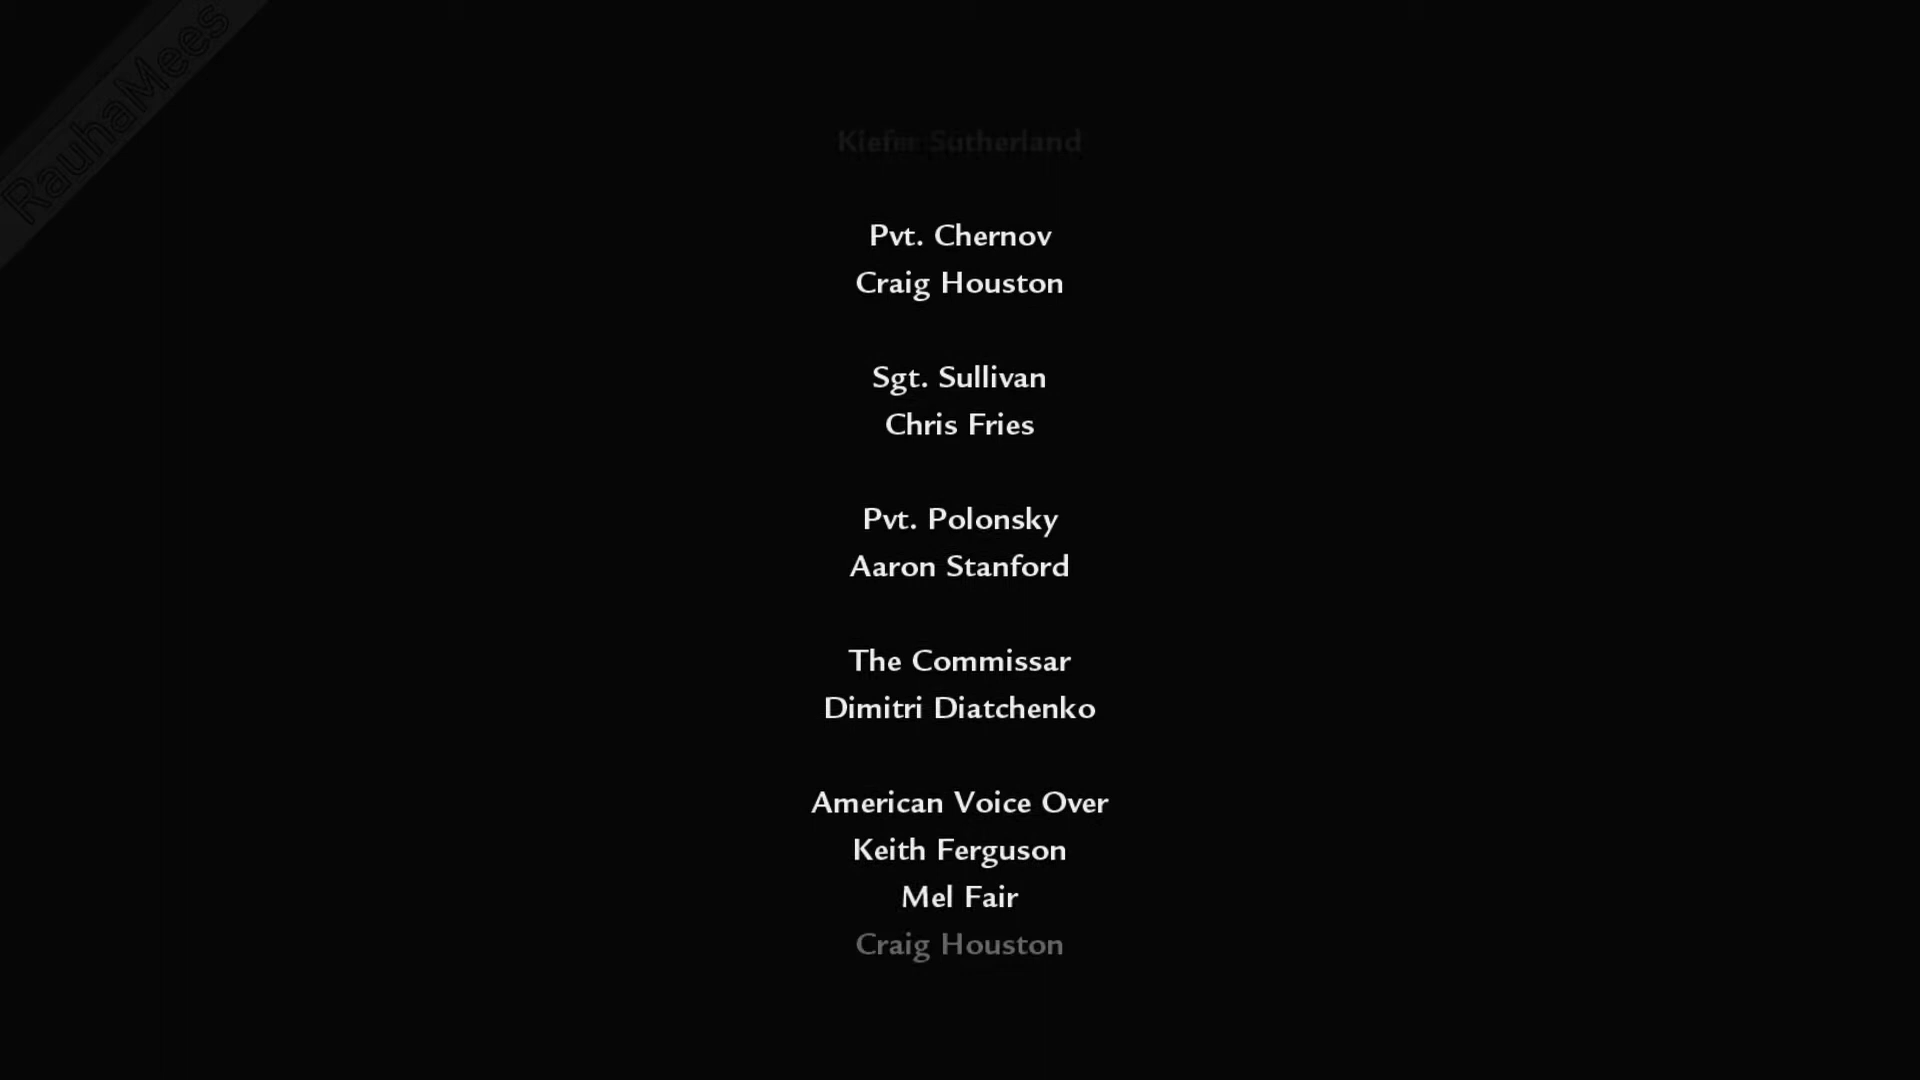 RauhaMees
Kiefer Sutherland
Pvt. Chernov
Craig Houston
Sgt. Sullivan
Chris Fries
Pvt. Polonsky
Aaron Stanford
The Commissar
Dimitri Diatchenko
American Voice Over
Keith Ferguson
Mel Fair
Craig Houston